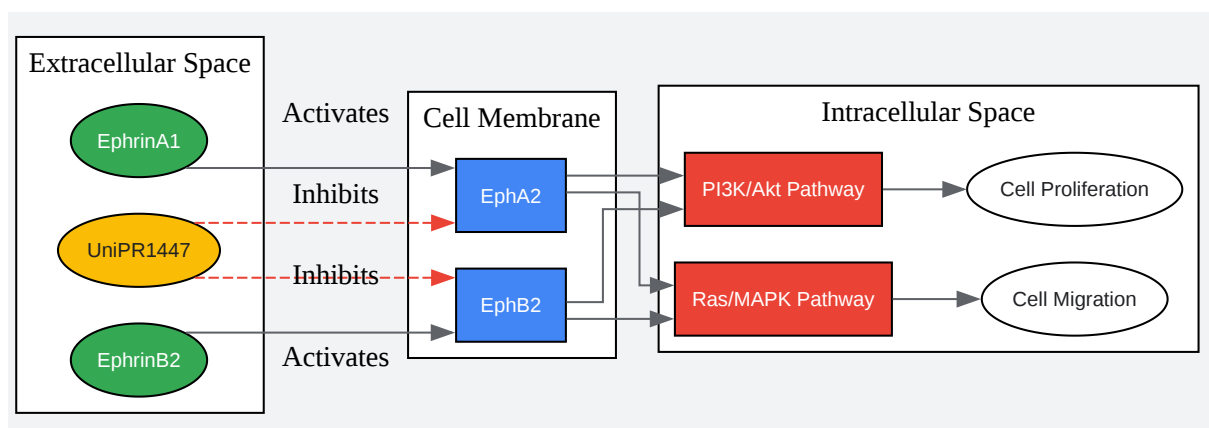 Extracellular Space
EphrinA1
UniPR1447
EphrinB2
Activates
Inhibits
Inhibits
Activates
Cell Membrane
EphA2
EphB2
Intracellular Space
PI3K/Akt Pathway
Cell Proliferation
Ras/MAPK Pathway
Cell Migration